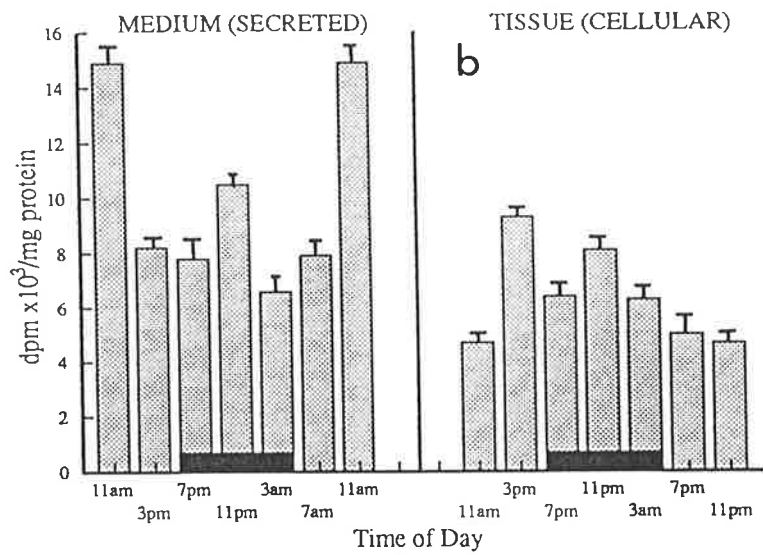 MEDIUM (SECRETED)
TISSUE (CELLULAR)
b
dpm x10³/mg protein
16
14
12
10
8
6
4
2
0
11am 7pm 3am 11am
3pm 11pm 7am
3pm 11pm 7pm
11am 7pm 3am 11pm
Time of Day